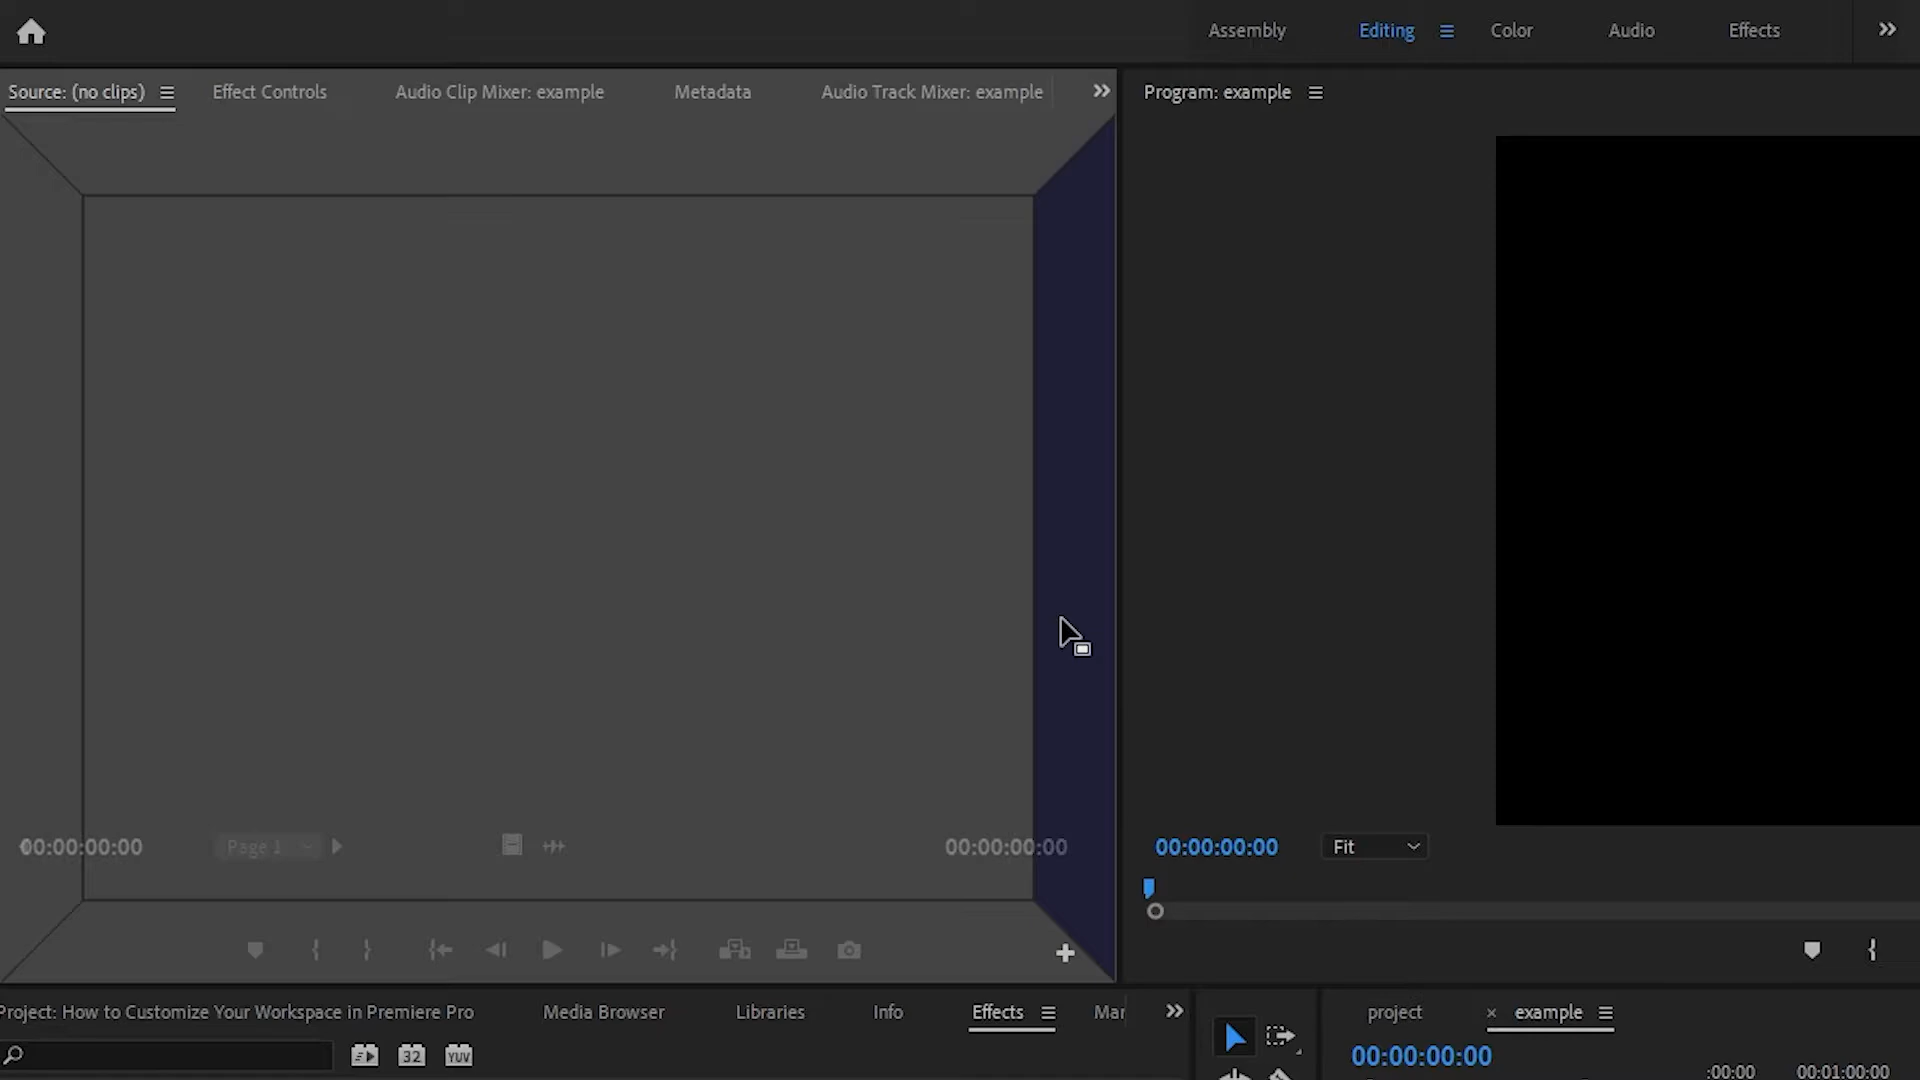 Assembly Editing Color Audio Effects
Source: (no clips) Effect Controls Audio Clip Mixer: example Metadata Audio Track Mixer: example Program: example
00:00:00:00 Page 1 00:00:00:00 00:00:00:00 Fit
Project: How to Customize Your Workspace in Premiere Pro Media Browser Libraries Info Effects Mar project × example
32 YUV 00:00:00:00
:00:00 00:01:00:00